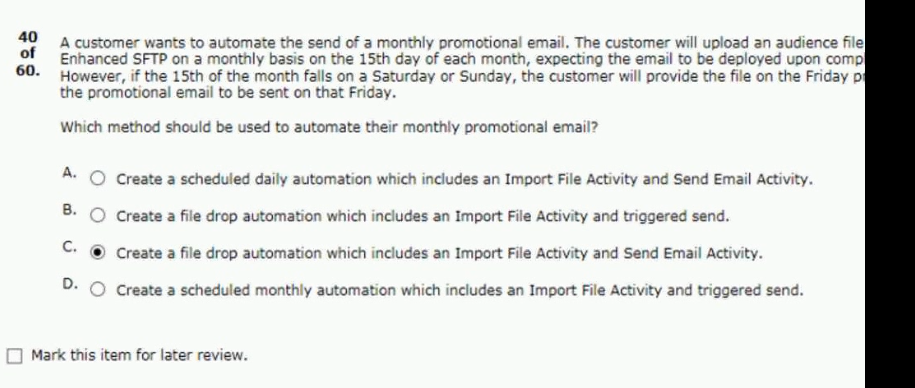 40 of 60.
A customer wants to automate the send of a monthly promotional email. The customer will upload an audience file
Enhanced SFTP on a monthly basis on the 15th day of each month, expecting the email to be deployed upon
However, if the 15th of the month falls on a Saturday or Sunday, the customer will provide the file on the Friday
the promotional email to be sent on that Friday.
Which method should be used to automate their monthly promotional email?
A. Create a scheduled daily automation which includes an Import File Activity and Send Email Activity.
B. Create a file drop automation which includes an Import File Activity and triggered send.
C. Create a file drop automation which includes an Import File Activity and Send Email Activity.
D. Create a scheduled monthly automation which includes an Import File Activity and triggered send.
Mark this item for later review.